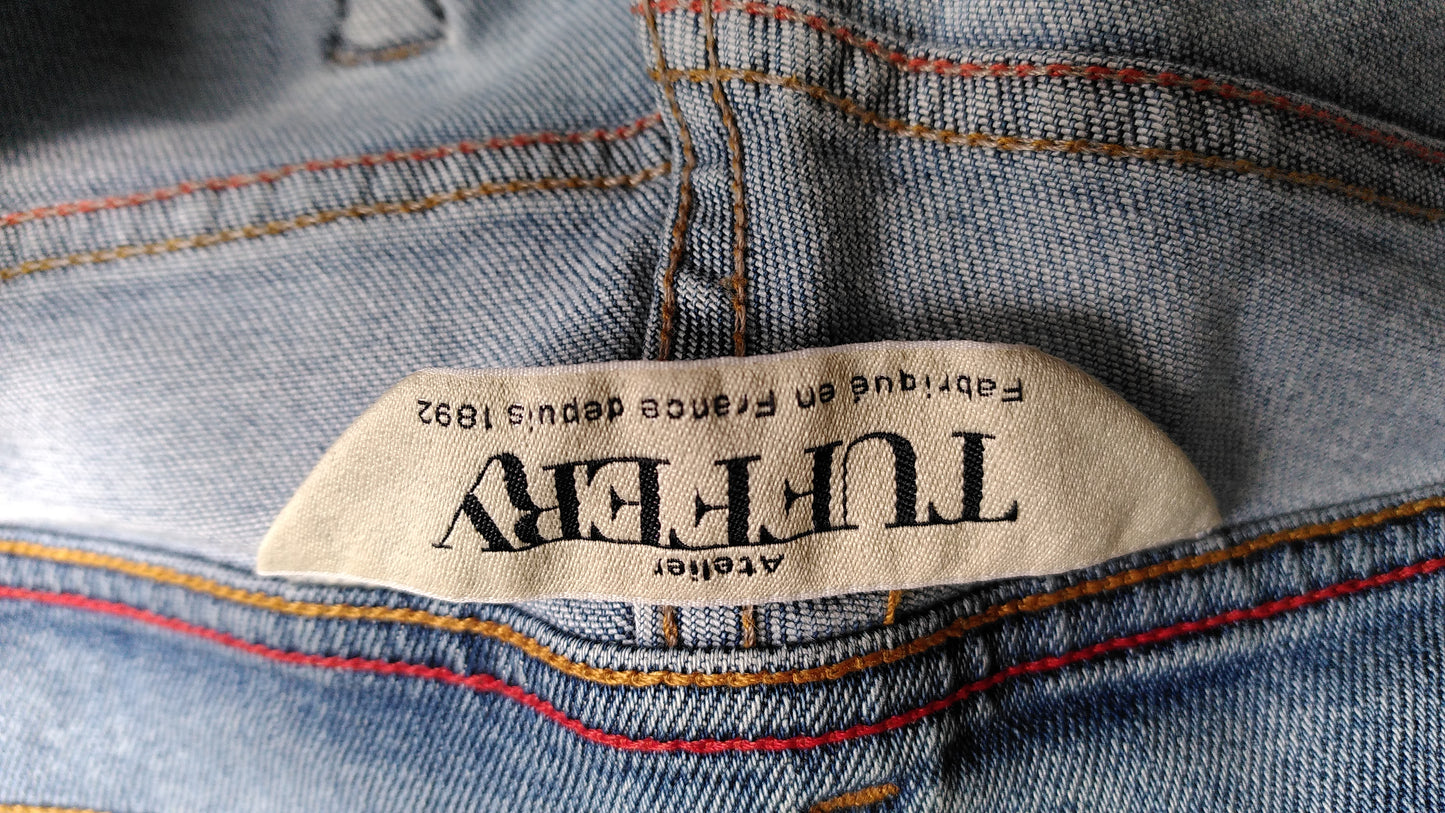 Atelier
TUFFERY
Fabriqué en France depuis 1892